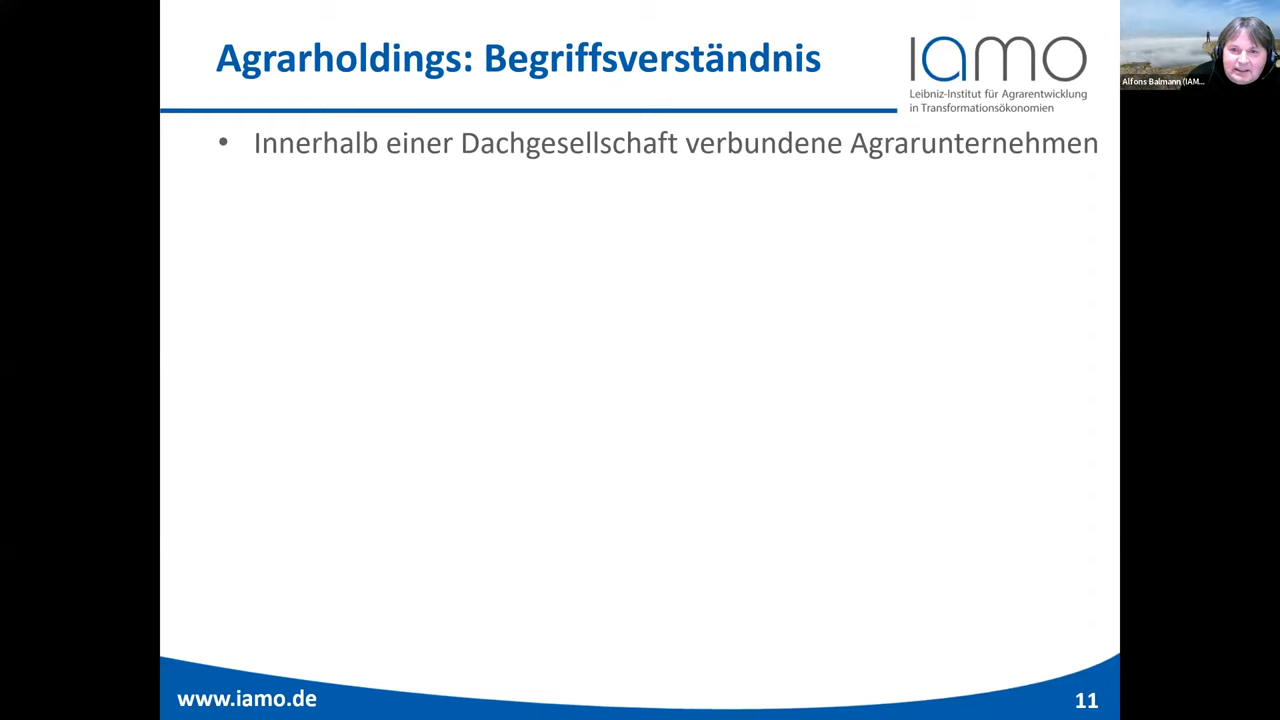 Agrarholdings: Begriffsverständnis
iamo
Leibniz-Institut für Agrarentwicklung
in Transformationsökonomien
Alfons Balmann (IAM...
• Innerhalb einer Dachgesellschaft verbundene Agrarunternehmen
www.iamo.de
11